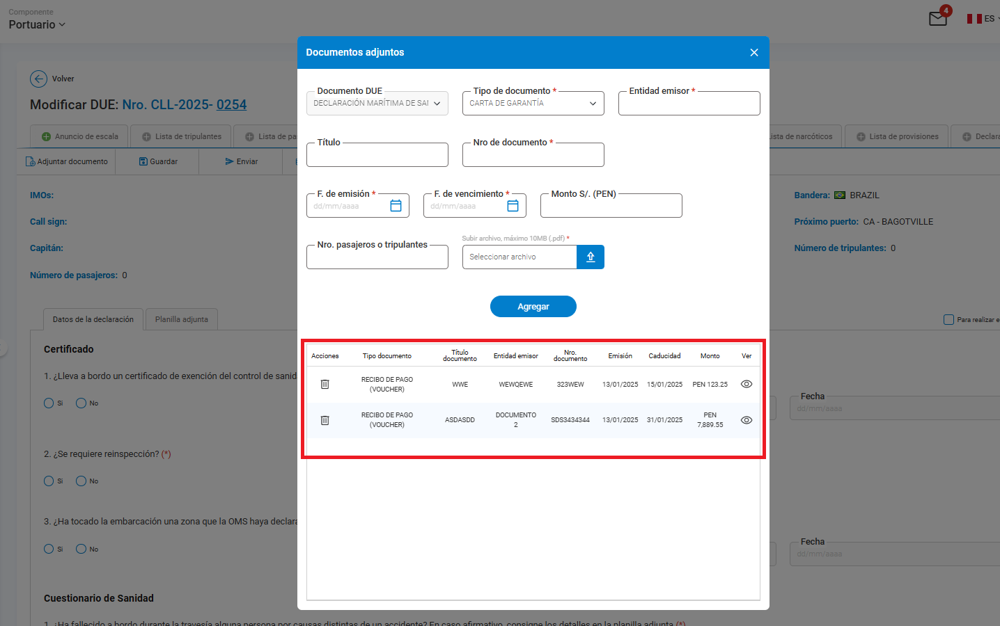 Componente
Portuario
4
ES
Documentos adjuntos
Volver
Modificar DUE: Nro. CLL-2025- 0254
Anuncio de escala
Lista de tripulantes
Lista de pa
ista de narcóticos
Lista de provisiones
Declara
Adjuntar documento
Guardar
Enviar
IMOs:
Call sign:
Capitán:
Número de pasajeros: 0
Bandera: BRAZIL
Próximo puerto: CA - BAGOTVILLE
Número de tripulantes: 0
Documento DUE
DECLARACIÓN MARÍTIMA DE SAI
Tipo de documento *
CARTA DE GARANTÍA
Entidad emisor *
Título
Nro de documento *
F. de emisión *
dd/mm/aaaa
F. de vencimiento *
dd/mm/aaaa
Monto S/. (PEN)
Nro. pasajeros o tripulantes
Subir archivo, máximo 10MB (.pdf) *
Seleccionar archivo
Agregar
Acciones Tipo documento Título documento Entidad emisor Nro. documento Emisión Caducidad Monto Ver
RECIBO DE PAGO (VOUCHER) WWE WEWQEWE 323WEW 13/01/2025 15/01/2025 PEN 123.25
RECIBO DE PAGO (VOUCHER) ASDASDD DOCUMENTO 2 SDS3434344 13/01/2025 31/01/2025 PEN 7,889.55
Datos de la declaración
Planilla adjunta
Para realizar e
Certificado
1. ¿Lleva a bordo un certificado de exención del control de sanid
Si No
Fecha
dd/mm/aaaa
2. ¿Se requiere reinspección? (*)
Si No
3. ¿Ha tocado la embarcación una zona que la OMS haya declara
Si No
Fecha
dd/mm/aaaa
Cuestionario de Sanidad
1. ¿Ha fallecido a bordo durante la travesía alguna persona por causas distintas de un accidente? En caso afirmativo, consigne los detalles en la planilla adjunta (*)